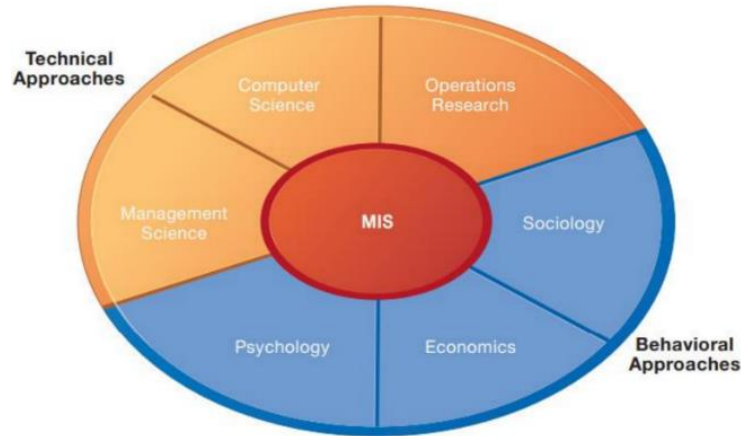 Technical
Approaches
Computer
Science
Operations
Research
Management
Science
MIS
Sociology
Psychology
Economics
Behavioral
Approaches